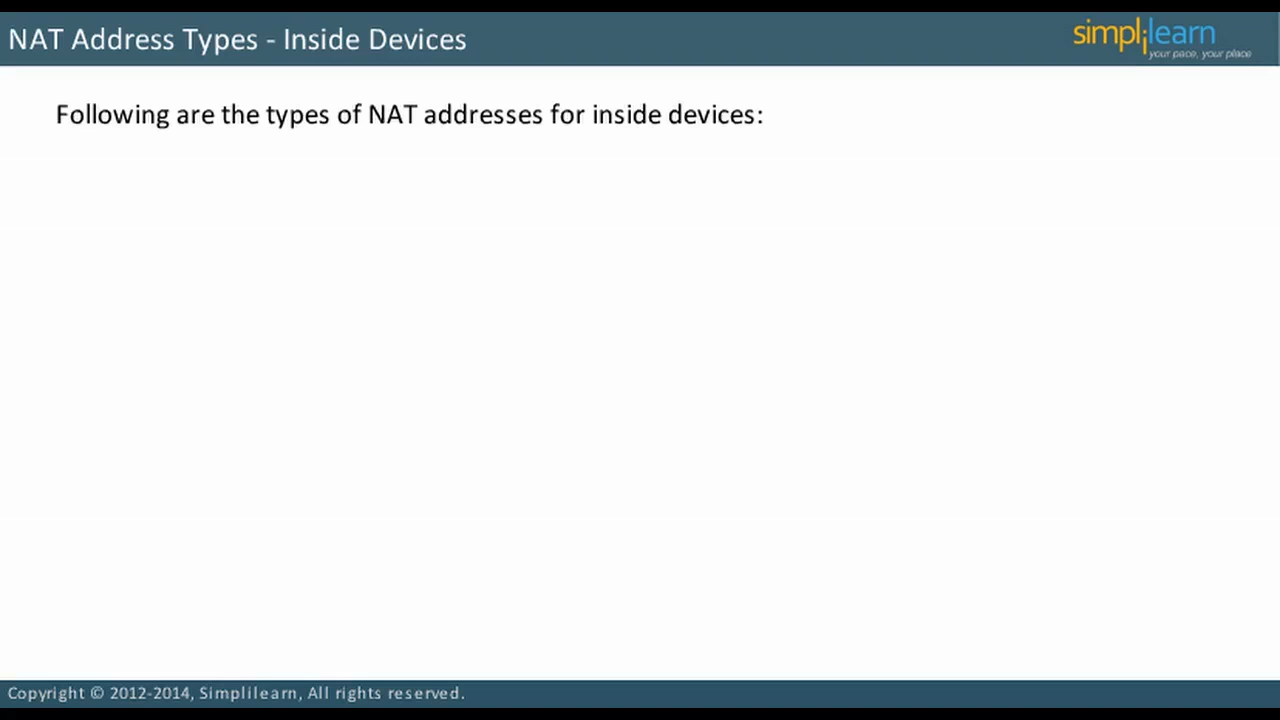 NAT Address Types - Inside Devices
simplilearn
your pace, your place
Following are the types of NAT addresses for inside devices:
Copyright © 2012-2014, Simplilearn, All rights reserved.